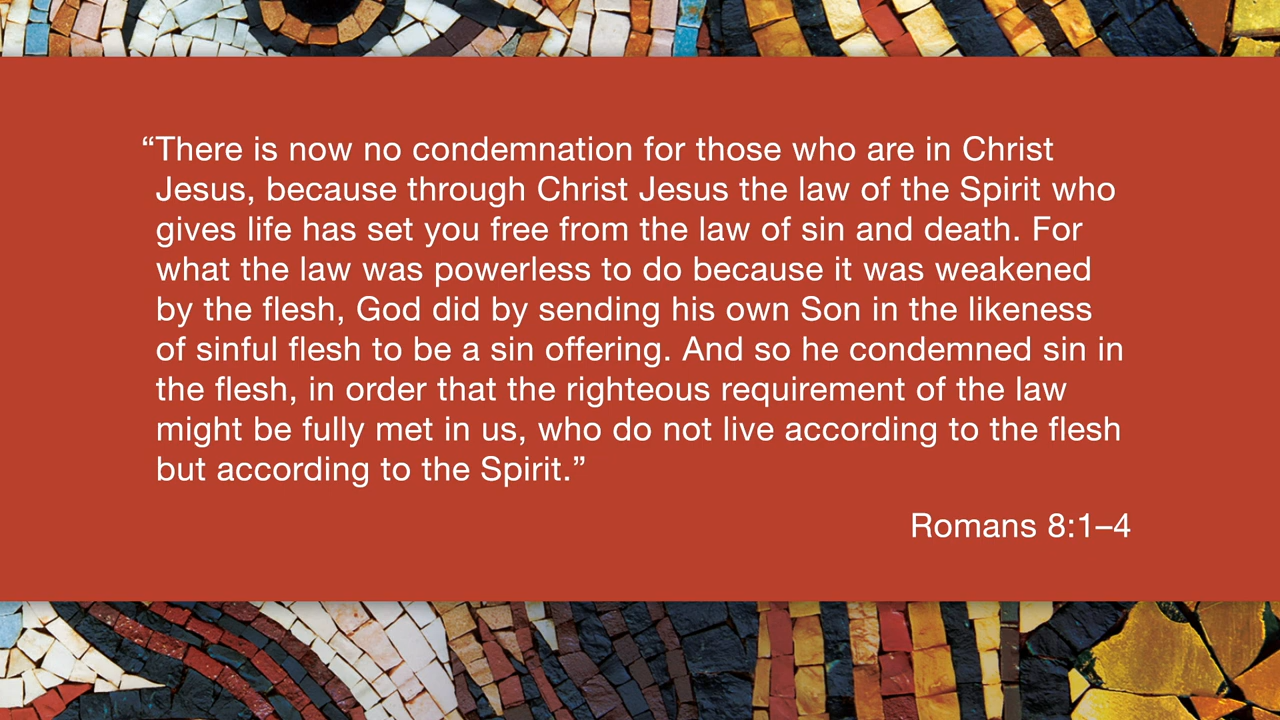 “There is now no condemnation for those who are in Christ
Jesus, because through Christ Jesus the law of the Spirit who
gives life has set you free from the law of sin and death. For
what the law was powerless to do because it was weakened
by the flesh, God did by sending his own Son in the likeness
of sinful flesh to be a sin offering. And so he condemned sin in
the flesh, in order that the righteous requirement of the law
might be fully met in us, who do not live according to the flesh
but according to the Spirit.”
Romans 8:1–4